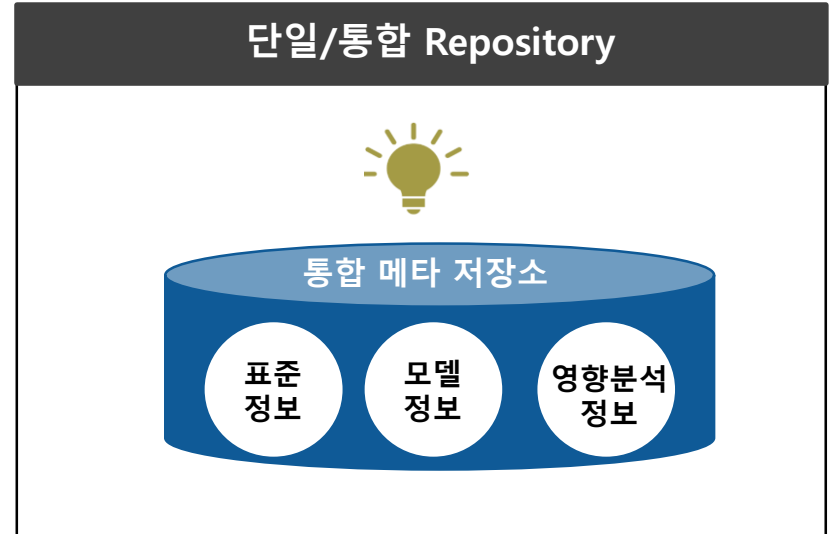 단일/통합 Repository
통합 메타 저장소
표준
정보
모델
정보
영향분석
정보